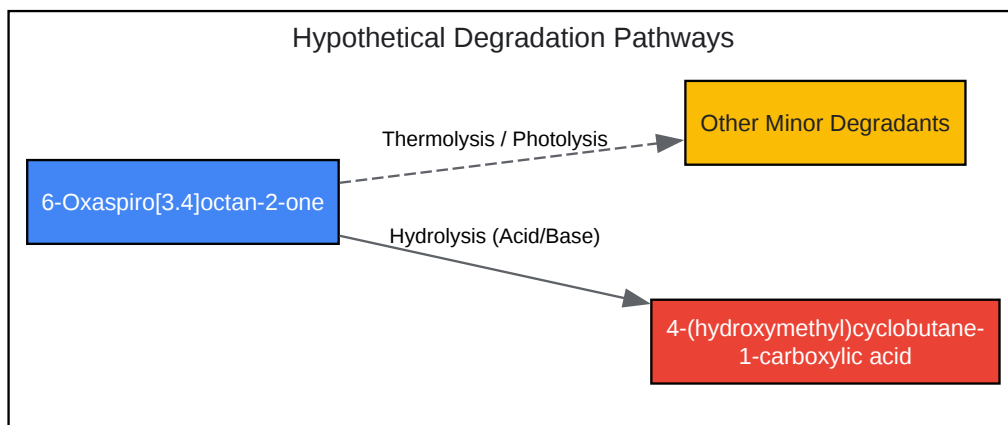 Hypothetical Degradation Pathways
Other Minor Degradants
Thermolysis / Photolysis
6-Oxaspiro[3.4]octan-2-one
Hydrolysis (Acid/Base)
4-(hydroxymethyl)cyclobutane-
1-carboxylic acid